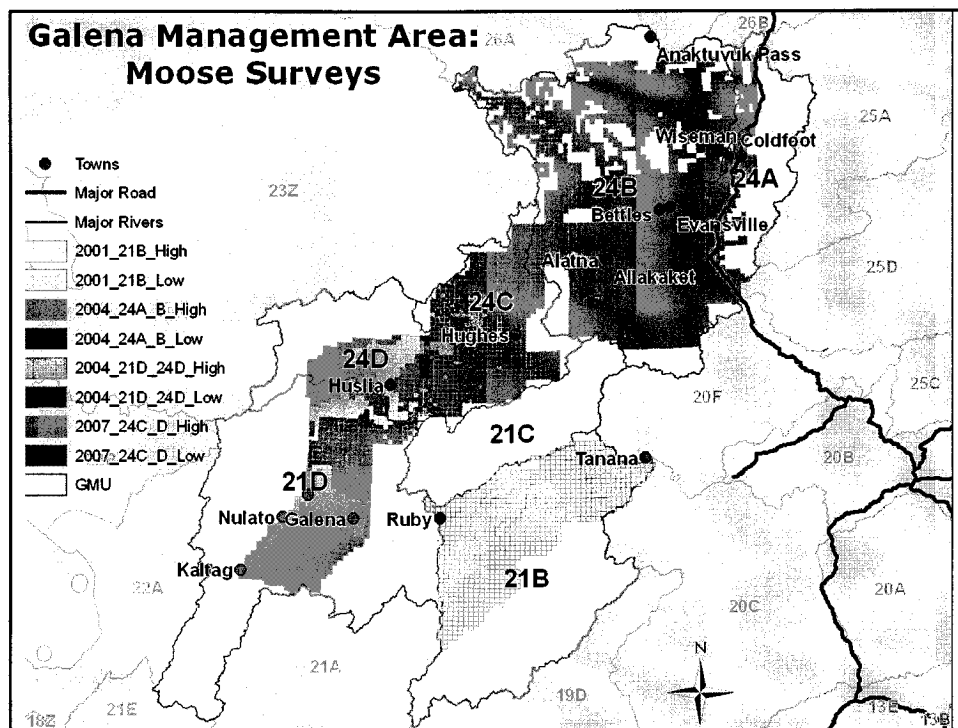 Galena Management Area:
Moose Surveys
26A
26B
Anaktuvuk Pass
25A
Wiseman
Coldfoot
Towns
Major Road
Major Rivers
2001_21B_High
2001_21B_Low
2004_24A_B_High
2004_24A_B_Low
2004_21D_24D_High
2004_21D_24D_Low
2007_24C_D_High
2007_24C_D_Low
GMU
23Z
24B
24A
Bettles
Evansville
Alatna
Allakaket
25D
24C
Hughes
24D
Huslia
20F
25C
21C
Tanana
20B
21D
Nulato
Galena
Ruby
Kaltag
22A
21B
20A
20C
N
21A
19D
18Z
21E
13E
13B